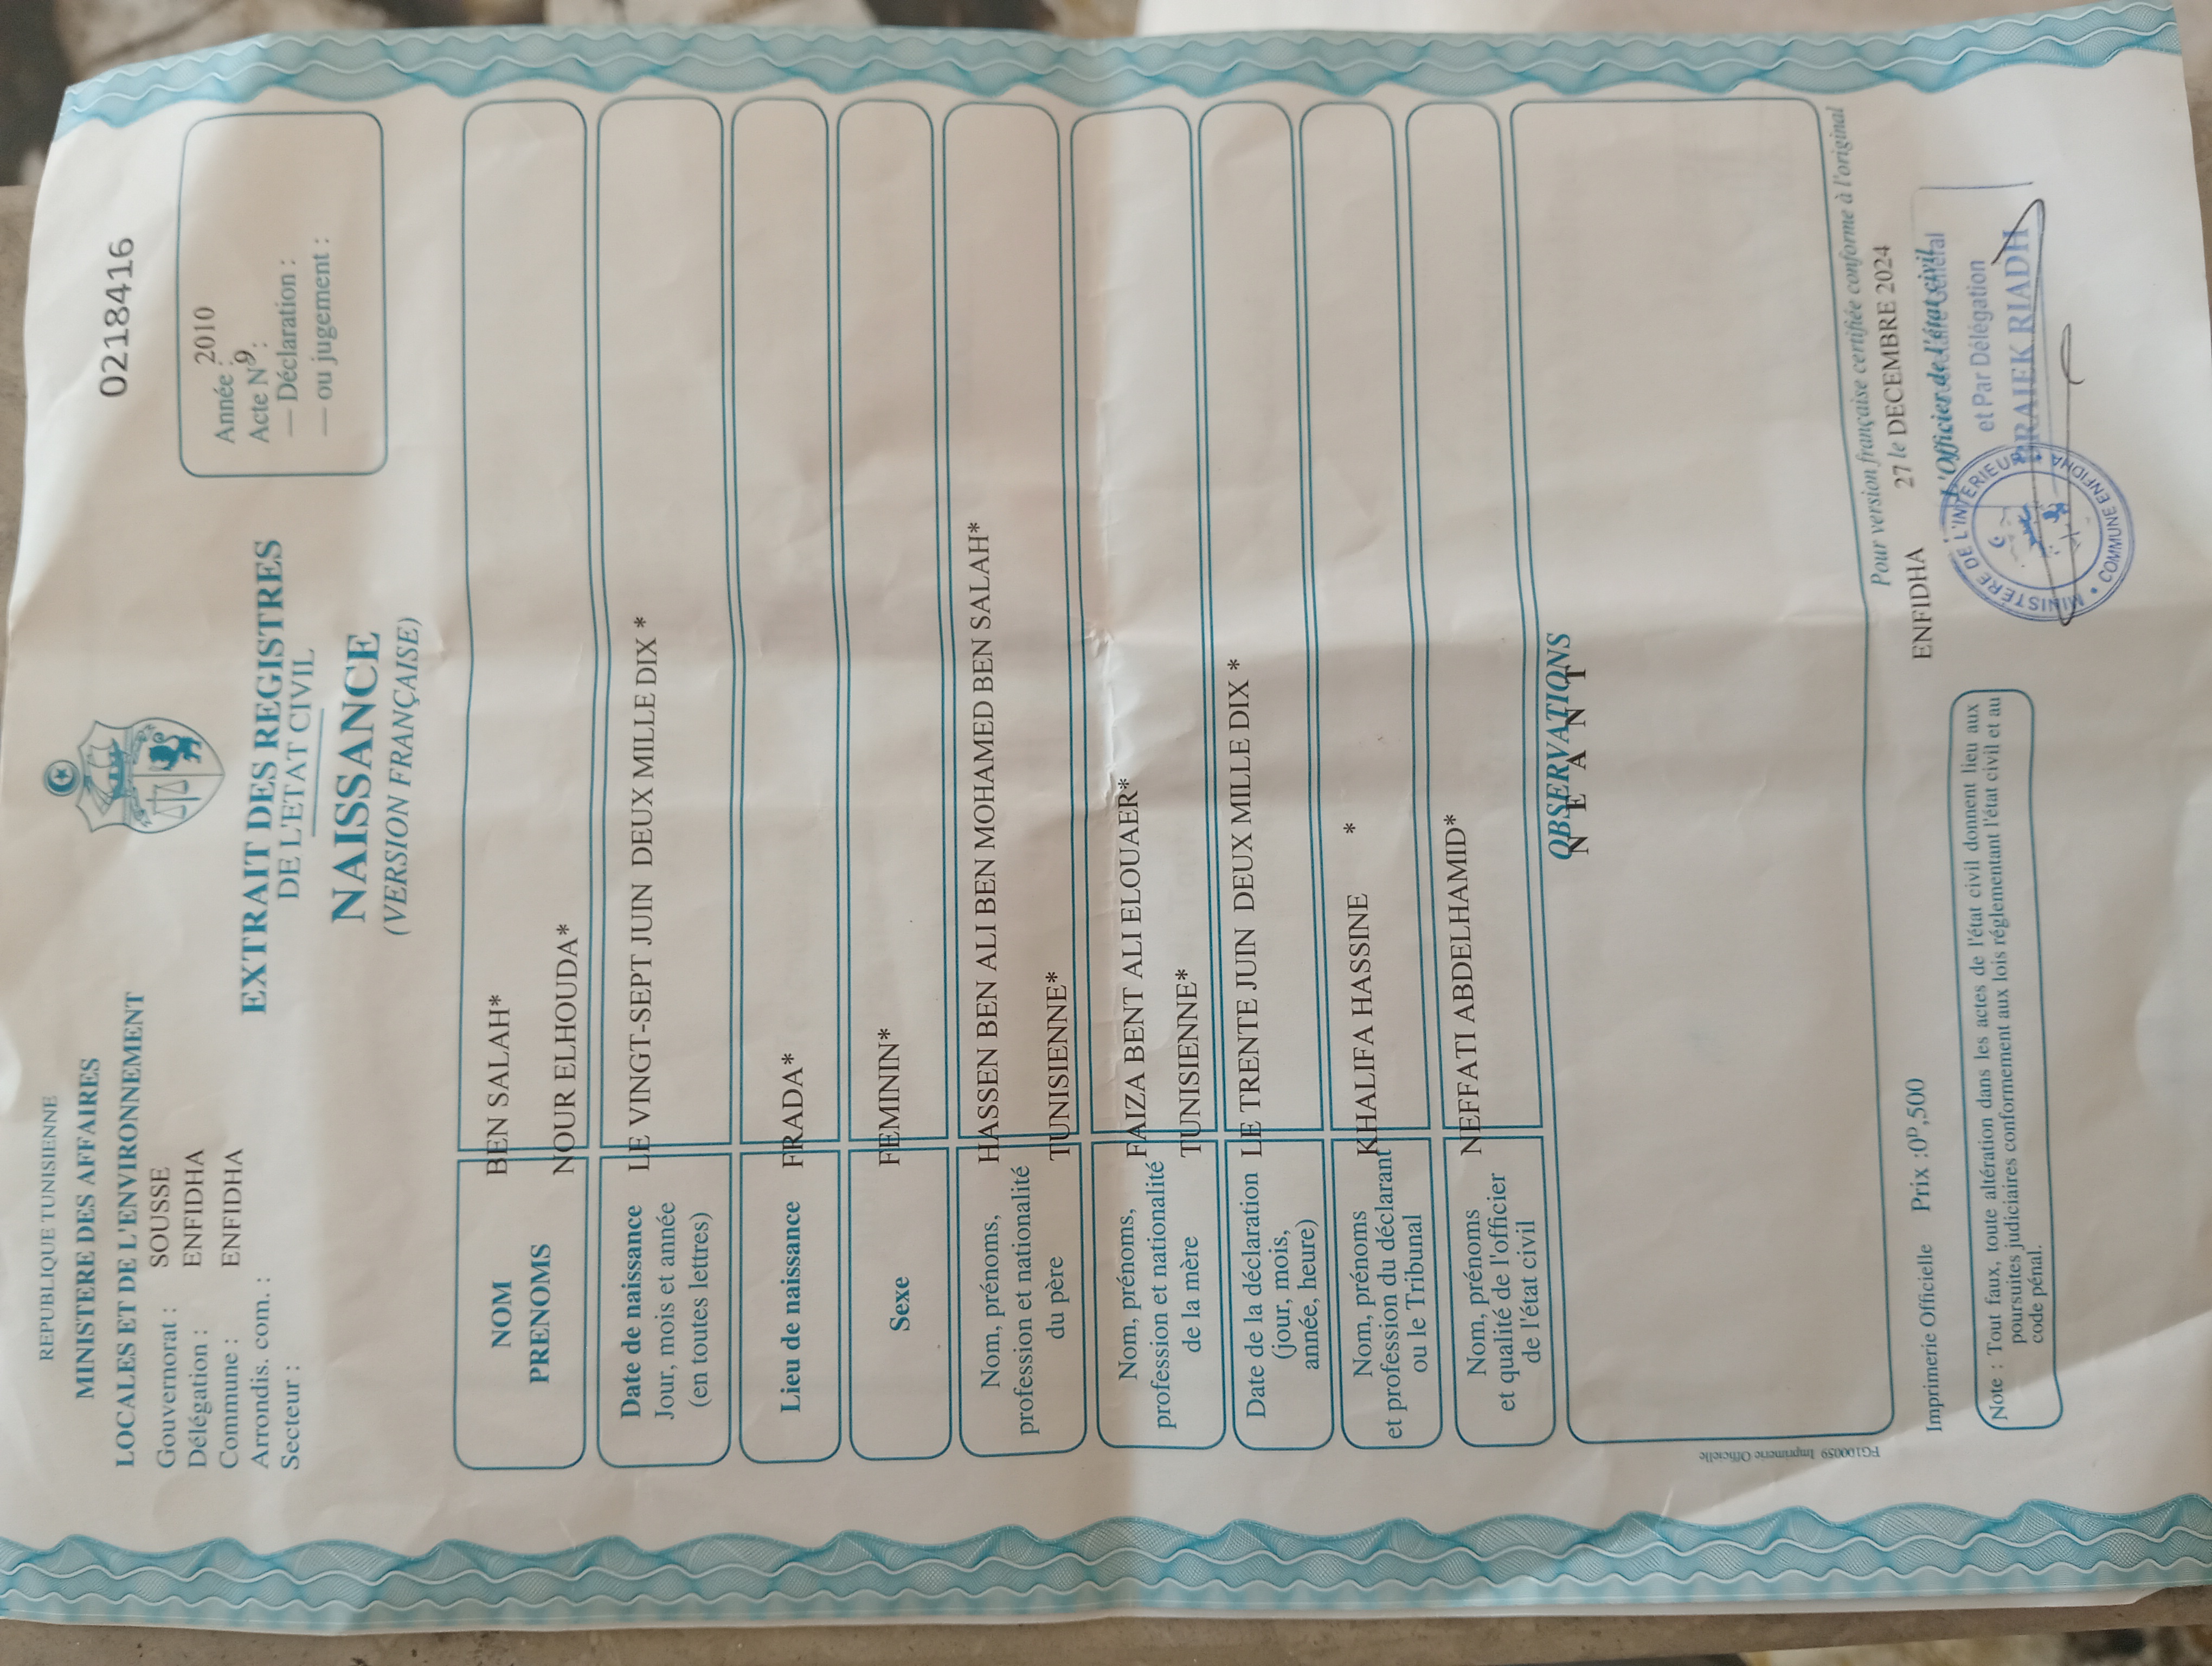 REPUBLIQUE TUNISIENNE
MINISTERE DES AFFAIRES
LOCALES ET DE L'ENVIRONNEMENT
Gouvernorat : SOUSSE
Délégation : ENFIDHA
Commune : ENFIDHA
Arrondis. com. :
Secteur :
02184416
Année : 2010
Acte N° : 9
— Déclaration :
— ou jugement :
EXTRAIT DES REGISTRES
DE L'ETAT CIVIL
NAISSANCE
(VERSION FRANÇAISE)
NOM BEN SALAH*
PRENOMS NOUR ELHOUDA*
Date de naissance LE VINGT-SEPT JUIN DEUX MILLE DIX *
Jour, mois et année
(en toutes lettres)
Lieu de naissance FRADA*
Sexe FEMININ*
Nom, prénoms, HASSEN BEN ALI BEN MOHAMED BEN SALAH*
profession et nationalité
du père TUNISIENNE*
Nom, prénoms, FAIZA BENT ALI ELOUAER*
profession et nationalité
de la mère TUNISIENNE*
Date de la déclaration LE TRENTE JUIN DEUX MILLE DIX *
(jour, mois,
année, heure)
Nom, prénoms KHALIFA HASSINE *
et profession du déclarant
ou le Tribunal
Nom, prénoms NEFFATI ABDELHAMID*
et qualité de l'officier
de l'état civil
OBSERVATIONS
N E A N T
FG100059 Imprimerie Officielle
Pour version française certifiée conforme à l'original
ENFIDHA 27 le DECEMBRE 2024
L'Officier de l'état civil
et Par Délégation
BRAIEK RIADH
MINISTÈRE DE L'INTÉRIEUR
• COMMUNE ENFIDHA
Imprimerie Officielle Prix : 0ᴰ,500
Note : Tout faux, toute altération dans les actes de l'état civil donnent lieu aux
poursuites judiciaires conformement aux lois réglementant l'état civil et au
code pénal.